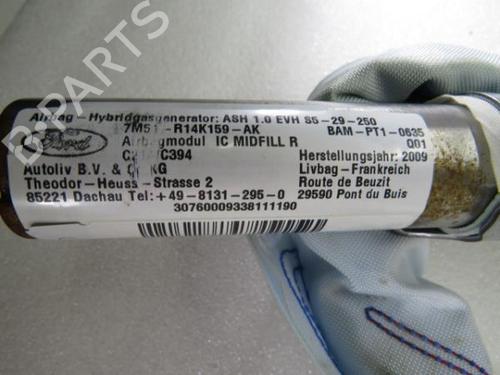 B-PARTS
Airbag-Hybridgasgenerator: ASH 1.0 EVH 85-29-250
7M51 -R14K159-AK BAM-PT1-0635
Ford Airbagmodul IC MIDFILL R 001
C394 Herstellungsjahr: 2009
Autoliv B.V. & KG Livbag-Frankreich
Theodor-Heuss-Strasse 2 Route de Beuzit
85221 Dachau Tel:+49-8131-295-0 29590 Pont du Buis
30760009338111190